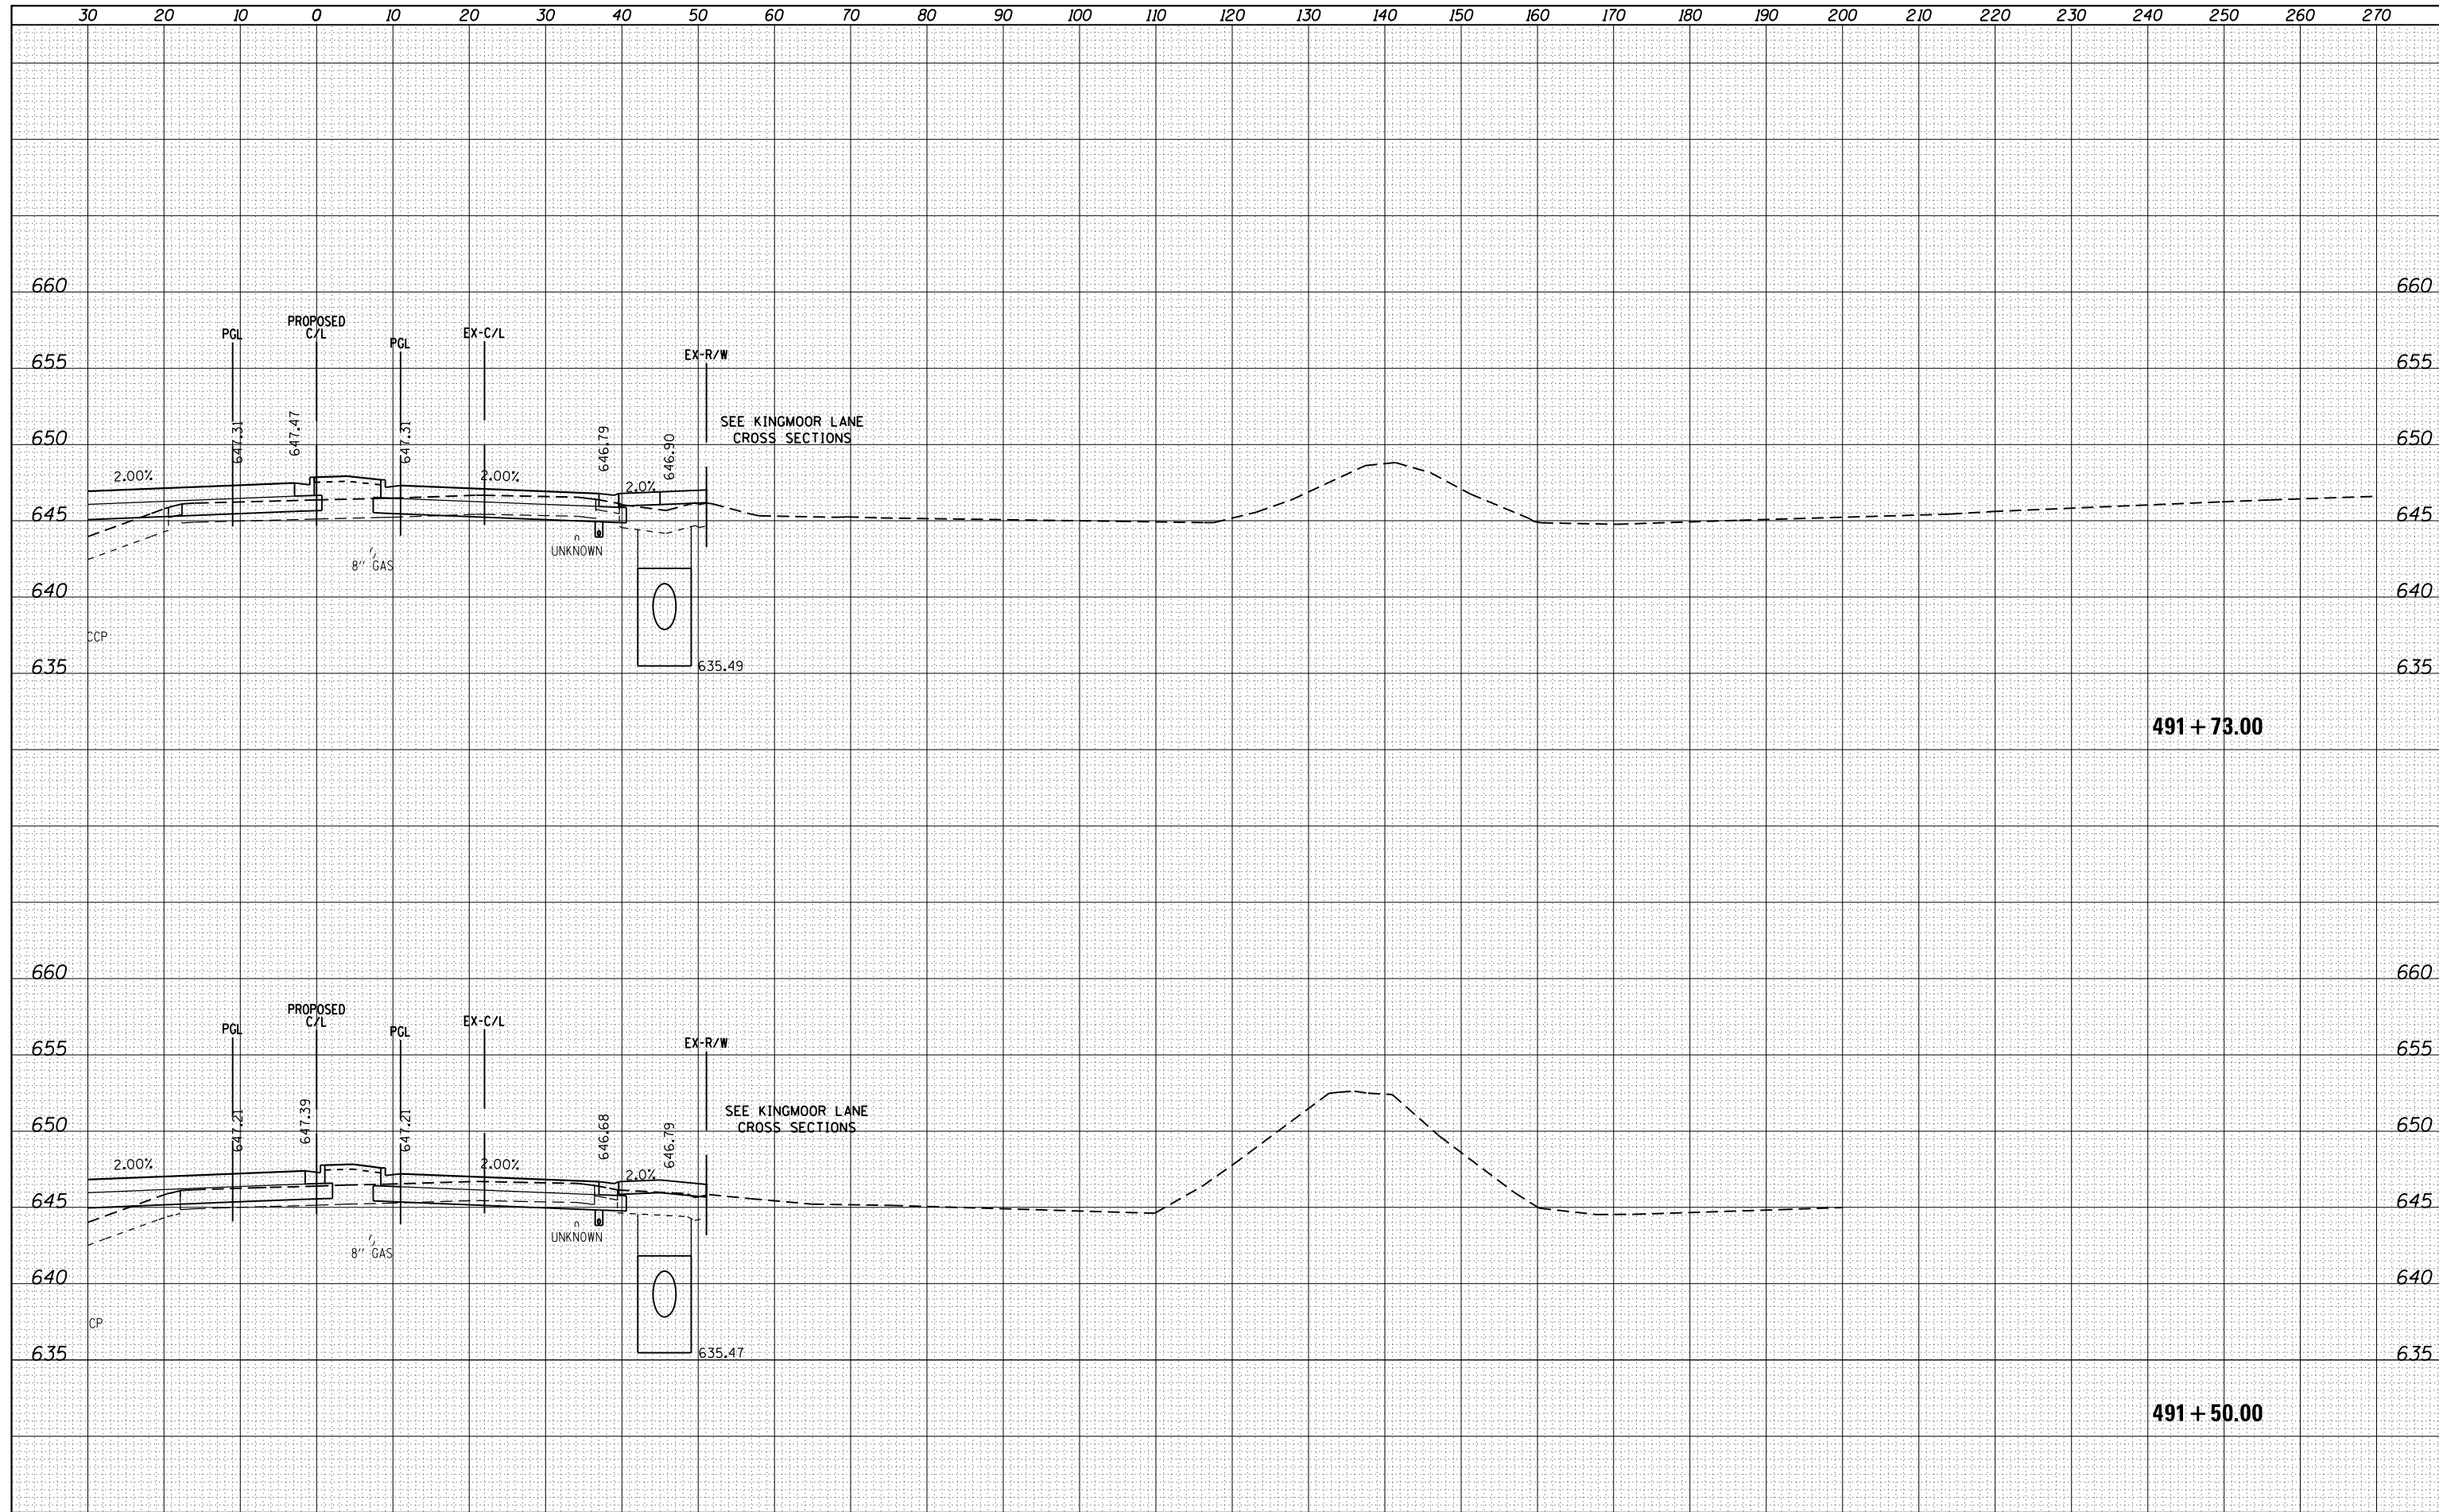 30 20 10 0 10 20 30 40 50 60 70 80 90 100 110 120 130 140 150 160 170 180 190 200 210 220 230 240 250 260 270
660 660
PROPOSED
PGL C/L PGL EX-C/L
EX-R/W
655 655
647.31 647.47 647.31 646.79 646.90
SEE KINGMOOR LANE
CROSS SECTIONS
650 650
2.00% 2.00% 2.0%
645 645
UNKNOWN
8" GAS
640 640
CCP
635 635.49 635
491+73.00
660 660
PROPOSED
PGL C/L PGL EX-C/L
EX-R/W
655 655
647.21 647.39 647.21 646.68 646.79
SEE KINGMOOR LANE
CROSS SECTIONS
650 650
2.00% 2.00% 2.0%
645 645
UNKNOWN
8" GAS
640 640
CP
635 635.47 635
491+50.00